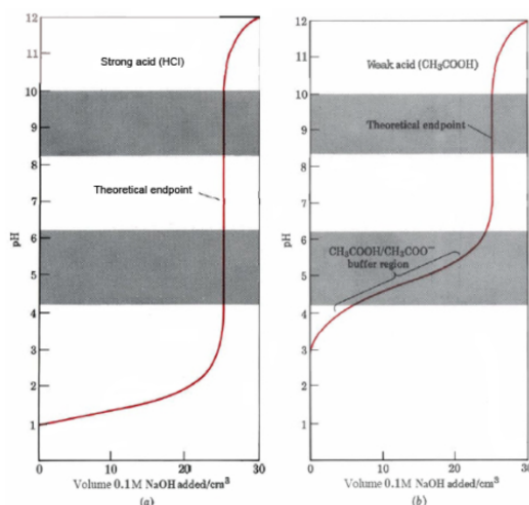 12
11
10
9
8
7
6
5
4
3
2
1
pH
Strong acid (HCl)
Theoretical endpoint
0
10
20
30
Volume 0.1M NaOH added/cm³
(a)
12
11
10
9
8
7
6
5
4
3
2
1
pH
Weak acid (CH₃COOH)
Theoretical endpoint
CH₃COOH/CH₃COO⁻
buffer region
0
10
20
30
Volume 0.1M NaOH added/cm³
(b)